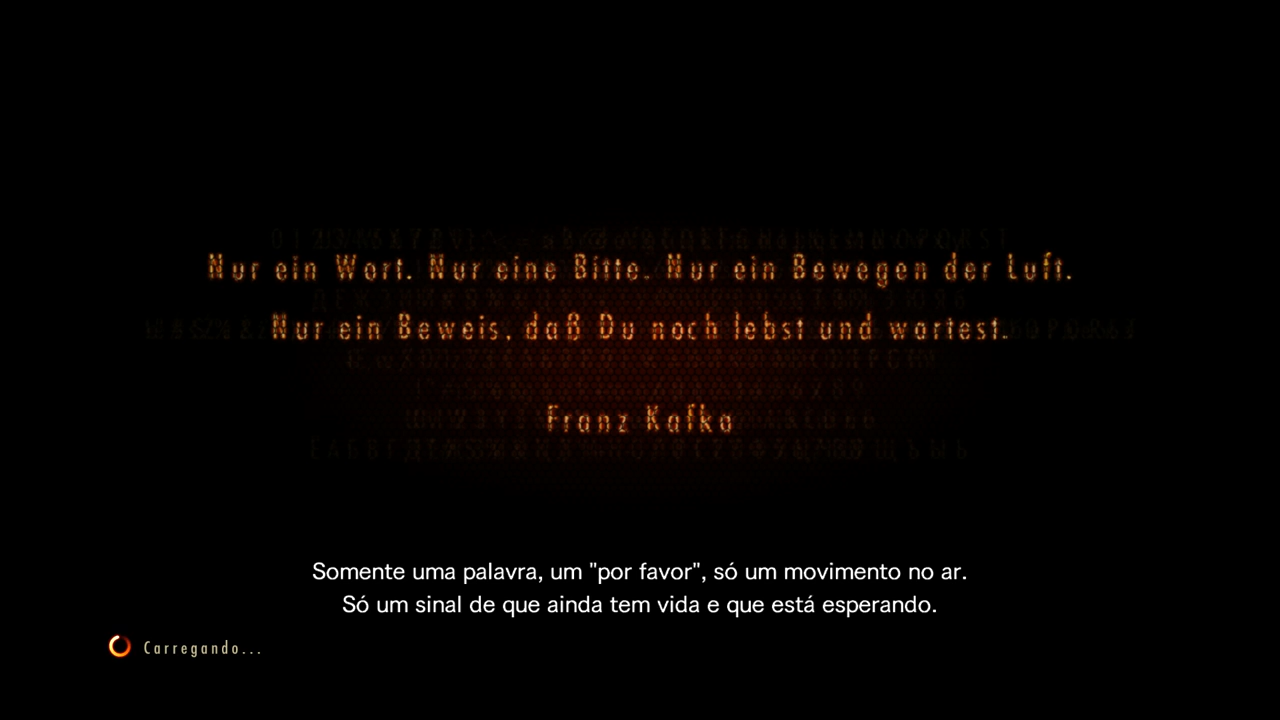 Nur ein Wort. Nur eine Bitte. Nur ein Bewegen der Luft.
Nur ein Beweis, daß Du noch lebst und wartest.
Franz Kafka
Somente uma palavra, um "por favor", só um movimento no ar.
Só um sinal de que ainda tem vida e que está esperando.
Carregando...